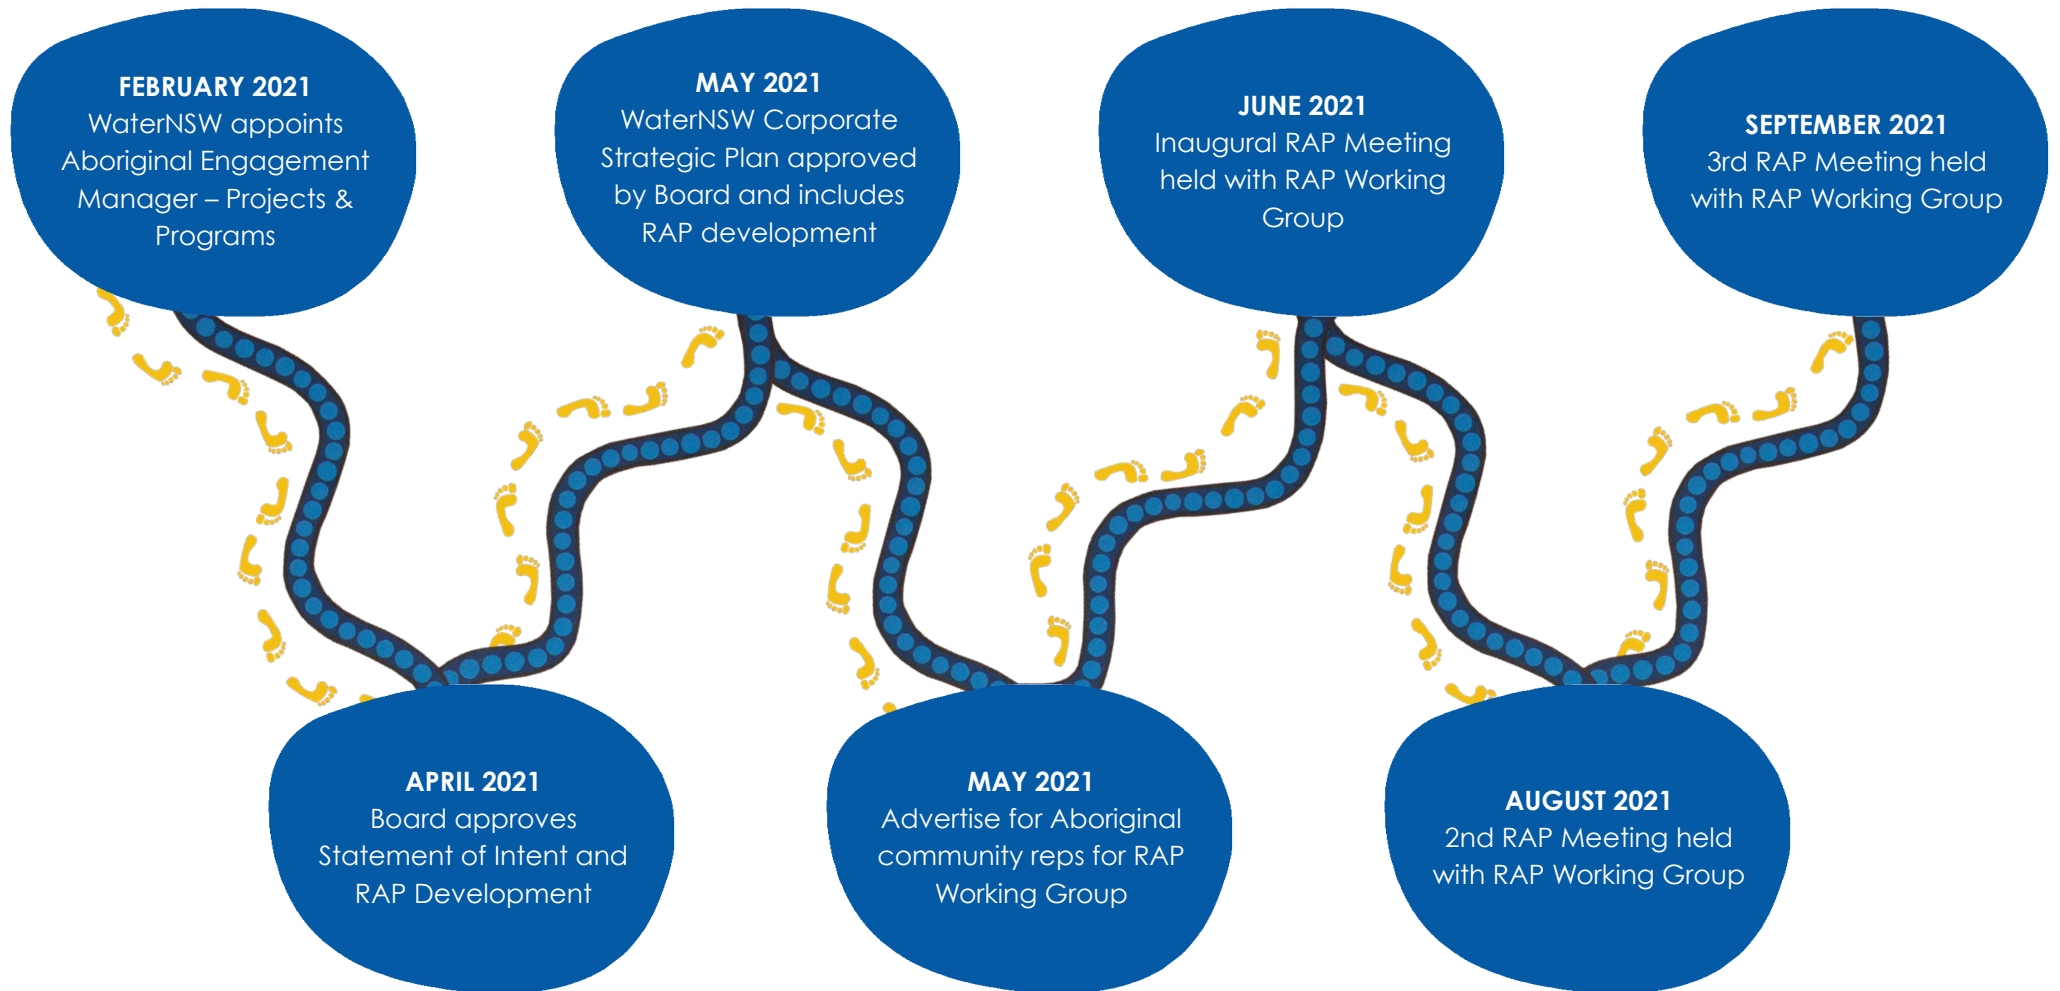 FEBRUARY 2021
WaterNSW appoints
Aboriginal Engagement
Manager – Projects &
Programs
APRIL 2021
Board approves
Statement of Intent and
RAP Development
MAY 2021
WaterNSW Corporate
Strategic Plan approved
by Board and includes
RAP development
MAY 2021
Advertise for Aboriginal
community reps for RAP
Working Group
JUNE 2021
Inaugural RAP Meeting
held with RAP Working
Group
AUGUST 2021
2nd RAP Meeting held
with RAP Working Group
SEPTEMBER 2021
3rd RAP Meeting held
with RAP Working Group